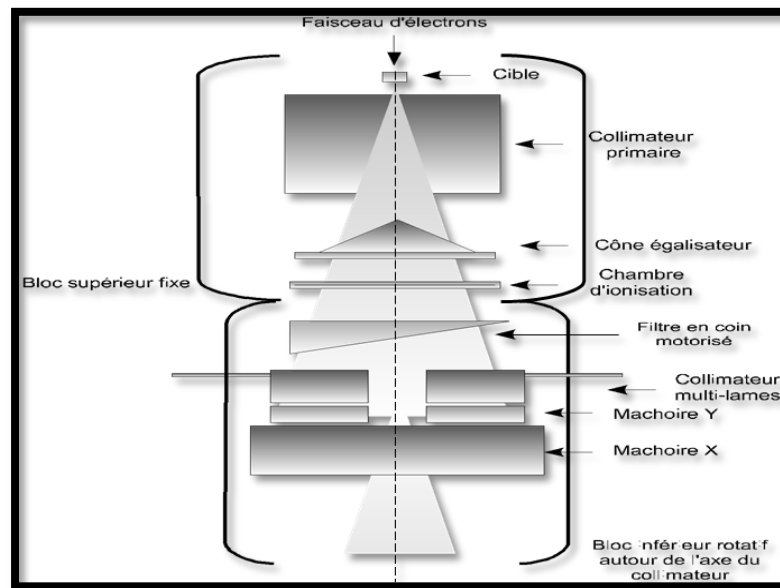 Faisceau d'électrons
Cible
Collimateur
primaire
Cône égalisateur
Bloc supérieur fixe
Chambre
d'ionisation
Filtre en coin
motorisé
Collimateur
multi-lames
Machoire Y
Machoire X
Bloc inférieur rotatif
autour de l'axe du
collimateur